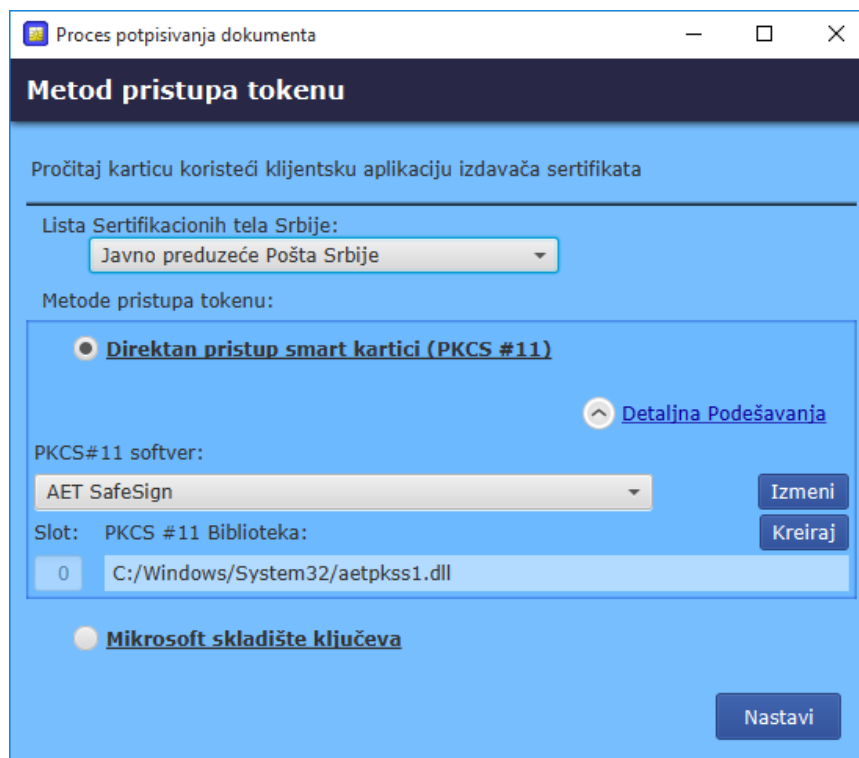 Proces potpisivanja dokumenta
Metod pristupa tokenu
Pročitaj karticu koristeći klijentsku aplikaciju izdavača sertifikata
Lista Sertifikacionih tela Srbije:
Javno preduzeće Pošta Srbije
Metode pristupa tokenu:
Direktan pristup smart kartici (PKCS #11)
Detaljna Podešavanja
PKCS#11 softver:
AET SafeSign
Izmeni
Slot: PKCS #11 Biblioteka:
Kreiraj
0 C:/Windows/System32/aetpkss1.dll
Mikrosoft skladište ključeva
Nastavi